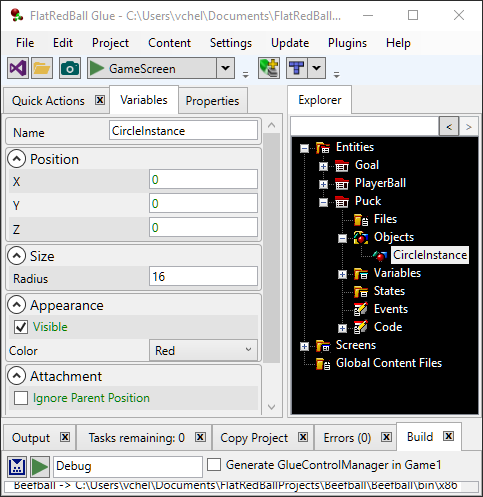 FlatRedBall Glue - C:\Users\vchel\Documents\FlatRedBall...
File Edit Project Content Settings Update Plugins Help
GameScreen
Quick Actions Variables Properties
Explorer
Name CircleInstance
< >
Position
X 0
Y 0
Z 0
Size
Radius 16
Appearance
Visible
Color Red
Attachment
Ignore Parent Position
Entities
Goal
PlayerBall
Puck
Files
Objects
CircleInstance
Variables
States
Events
Code
Screens
Global Content Files
Output Tasks remaining: 0 Copy Project Errors (0) Build
Debug Generate GlueControlManager in Game1
Beefball -> C:\Users\vchel\Documents\FlatRedBallProjects\Beefball\Beefball\bin\x86